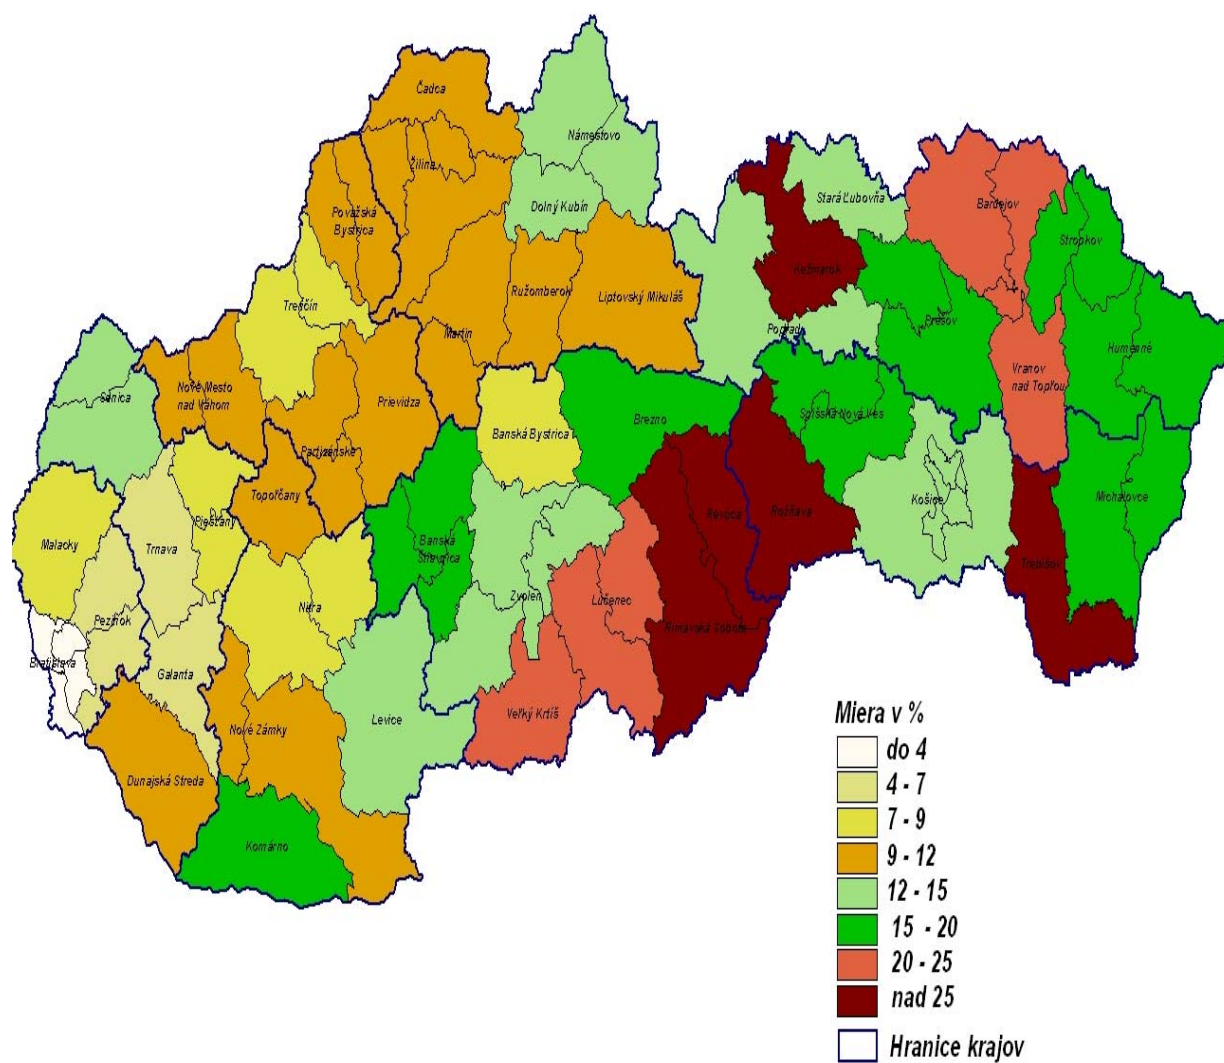 Čadca
Námestovo
Žilina
Dolný Kubín
Stará Ľubovňa
Bardejov
Považská
Bystrica
Stropkov
Kežmarok
Trenčín
Ružomberok
Liptovský Mikuláš
Prešov
Poprad
Martin
Humenné
Vranov
nad Topľou
Senica
Nové Mesto
nad Váhom
Prievidza
Spišská Nová Ves
Brezno
Banská Bystrica
Partizánske
Topoľčany
Košice
Michalovce
Rožňava
Revúca
Piešťany
Malacky
Trnava
Banská
Štiavnica
Trebišov
Nitra
Zvolen
Lučenec
Pezinok
Rimavská Sobota
Bratislava
Galanta
Levice
Veľký Krtíš
Nové Zámky
Dunajská Streda
Komárno
Miera v %
do 4
4 - 7
7 - 9
9 - 12
12 - 15
15 - 20
20 - 25
nad 25
Hranice krajov